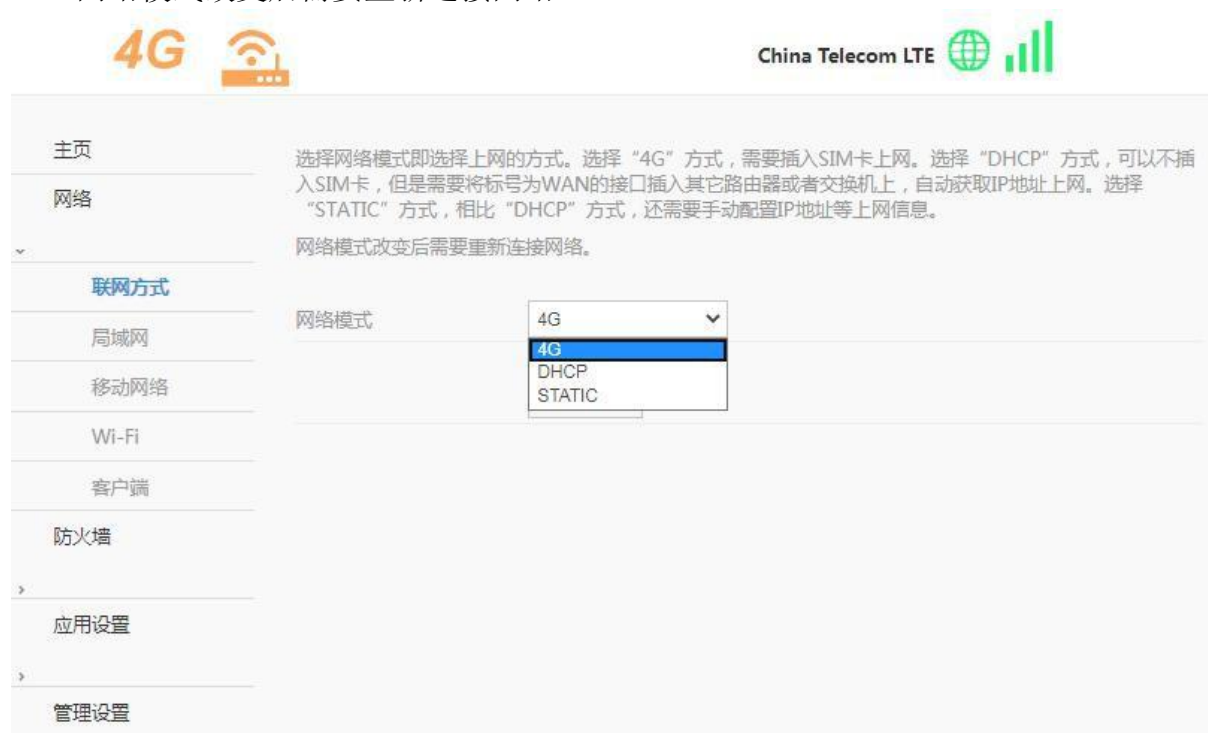 4G
China Telecom LTE
主页
网络
联网方式
局域网
移动网络
Wi-Fi
客户端
防火墙
应用设置
管理设置
选择网络模式即选择上网的方式。选择“4G”方式，需要插入SIM卡上网。选择“DHCP”方式，可以不插
入SIM卡，但是需要将标号为WAN的接口插入其它路由器或者交换机上，自动获取IP地址上网。选择
“STATIC”方式，相比“DHCP”方式，还需要手动配置IP地址等上网信息。
网络模式改变后需要重新连接网络。
网络模式
4G
4G
DHCP
STATIC